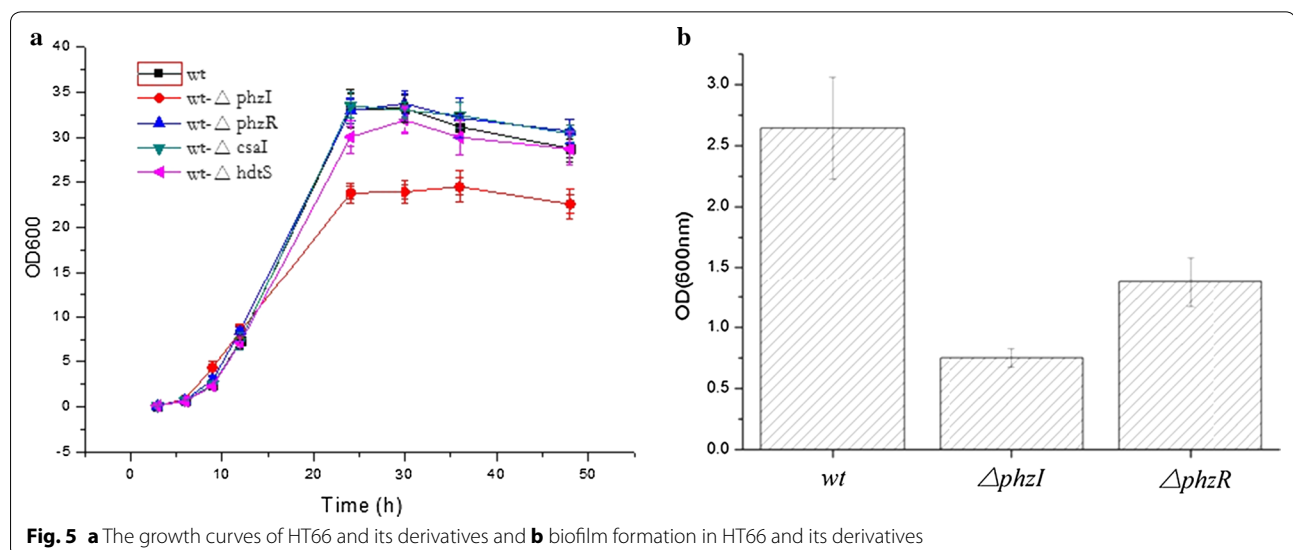 a
40
35
30
25
20
15
10
5
0
-5
OD600
wt
wt-△ phzI
wt-△ phzR
wt-△ csaI
wt-△ hdtS
0 10 20 30 40 50
Time (h)
b
3.0
2.5
2.0
1.5
1.0
0.5
0.0
OD(600nm)
wt △phzI △phzR
Fig. 5 a The growth curves of HT66 and its derivatives and b biofilm formation in HT66 and its derivatives